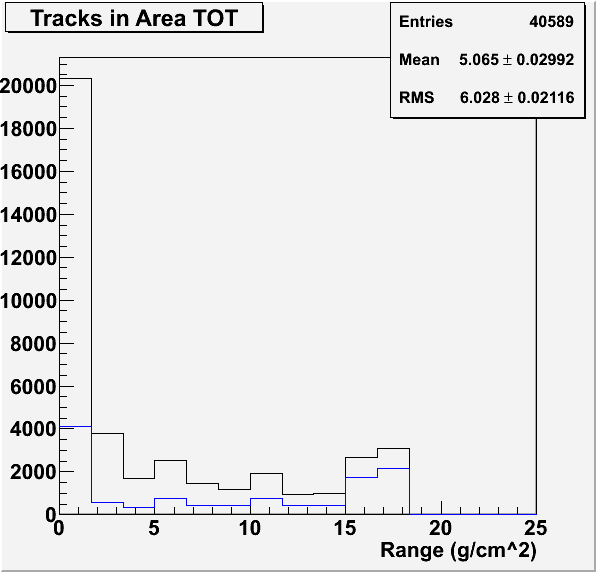 Tracks in Area TOT
Entries 40589
Mean 5.065 ± 0.02992
RMS 6.028 ± 0.02116
20000
18000
16000
14000
12000
10000
8000
6000
4000
2000
0
0 5 10 15 20 25
Range (g/cm^2)